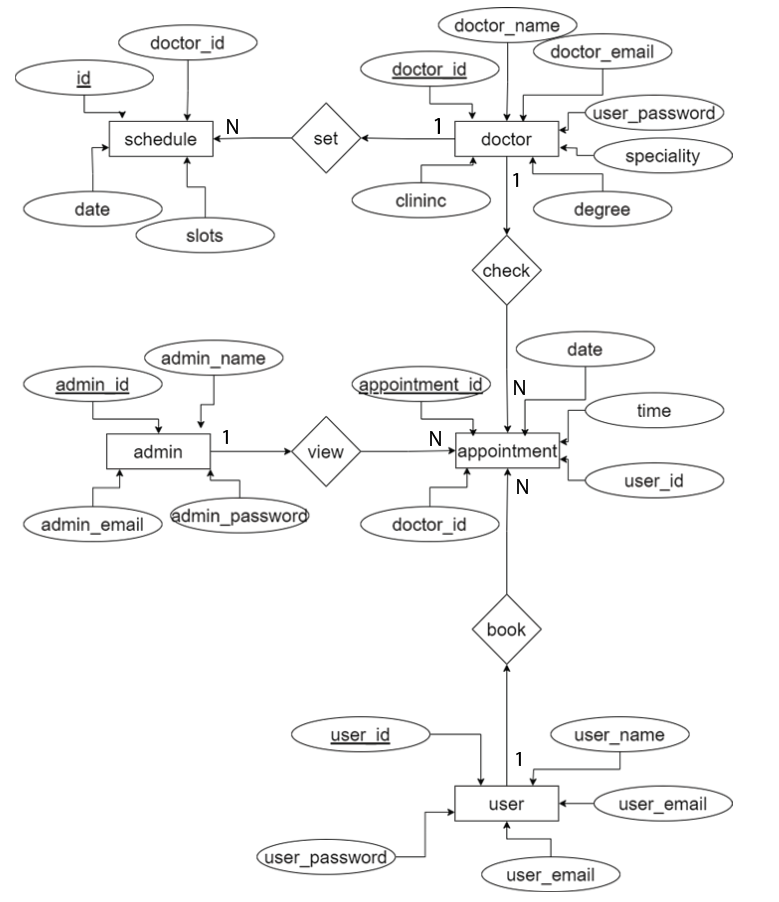 doctor_name
doctor_id
doctor_email
id
doctor_id
user_password
N
1
schedule
set
doctor
speciality
1
clininc
date
degree
slots
check
date
admin_name
admin_id
appointment_id
N
time
1
N
admin
view
appointment
user_id
N
admin_email
admin_password
doctor_id
book
user_id
user_name
1
user
user_email
user_password
user_email